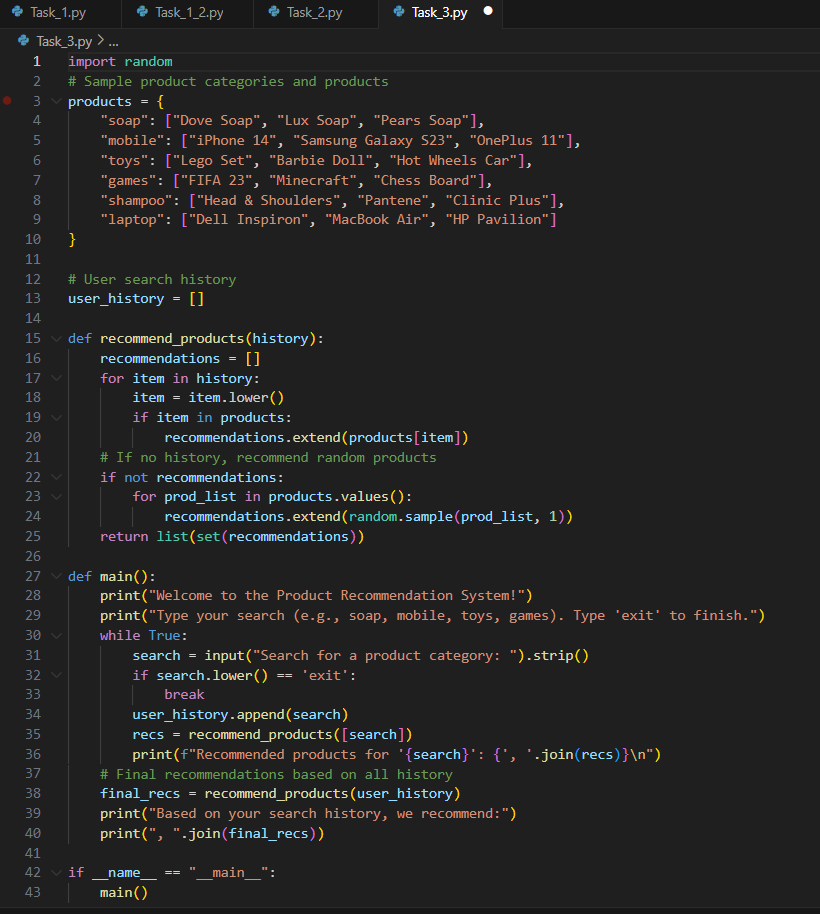 Task_1.py Task_1_2.py Task_2.py Task_3.py
Task_3.py > ...
1 import random
2 # Sample product categories and products
3 products = {
4     "soap": ["Dove Soap", "Lux Soap", "Pears Soap"],
5     "mobile": ["iPhone 14", "Samsung Galaxy S23", "OnePlus 11"],
6     "toys": ["Lego Set", "Barbie Doll", "Hot Wheels Car"],
7     "games": ["FIFA 23", "Minecraft", "Chess Board"],
8     "shampoo": ["Head & Shoulders", "Pantene", "Clinic Plus"],
9     "laptop": ["Dell Inspiron", "MacBook Air", "HP Pavilion"]
10 }
11
12 # User search history
13 user_history = []
14
15 def recommend_products(history):
16     recommendations = []
17     for item in history:
18         item = item.lower()
19         if item in products:
20             recommendations.extend(products[item])
21     # If no history, recommend random products
22     if not recommendations:
23         for prod_list in products.values():
24             recommendations.extend(random.sample(prod_list, 1))
25     return list(set(recommendations))
26
27 def main():
28     print("Welcome to the Product Recommendation System!")
29     print("Type your search (e.g., soap, mobile, toys, games). Type 'exit' to finish.")
30     while True:
31         search = input("Search for a product category: ").strip()
32         if search.lower() == 'exit':
33             break
34         user_history.append(search)
35         recs = recommend_products([search])
36         print(f"Recommended products for '{search}': {', '.join(recs)}\n")
37     # Final recommendations based on all history
38     final_recs = recommend_products(user_history)
39     print("Based on your search history, we recommend:")
40     print(", ".join(final_recs))
41
42 if __name__ == "__main__":
43     main()